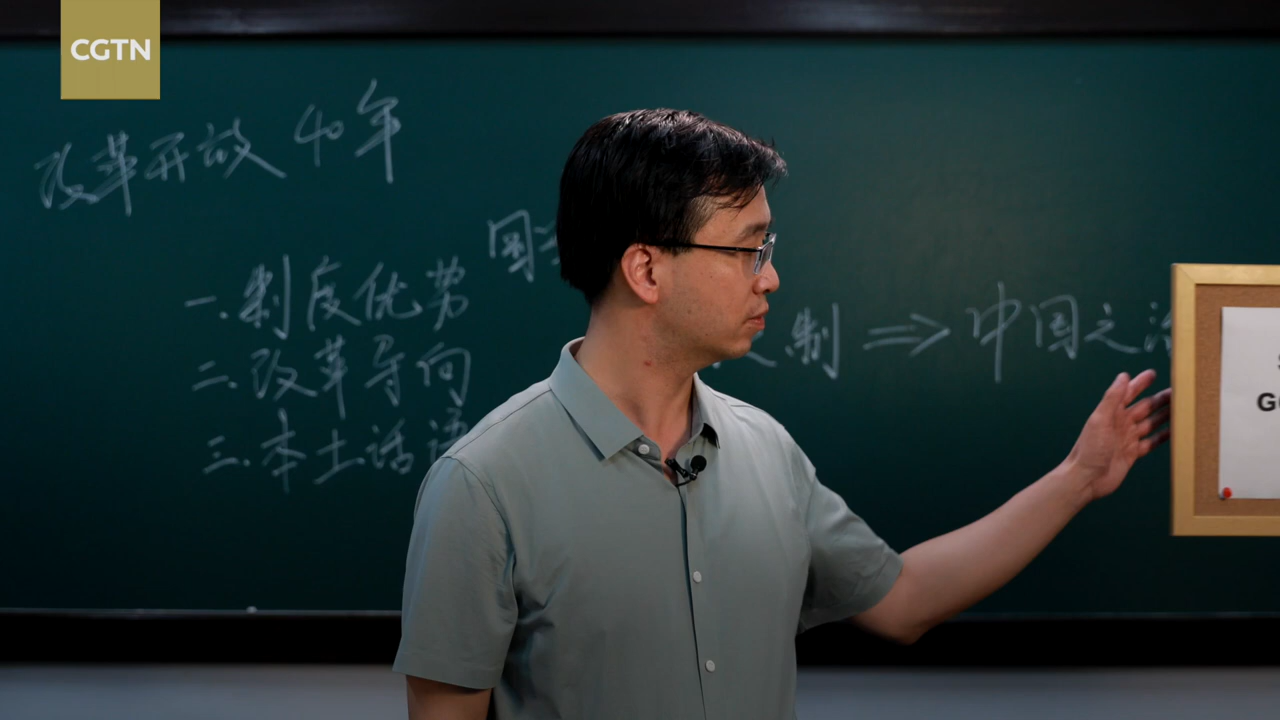 CGTN
改革开放 40年
国
一.制度优势
二.改革导向
三.本土话语
制 => 中国之治
G